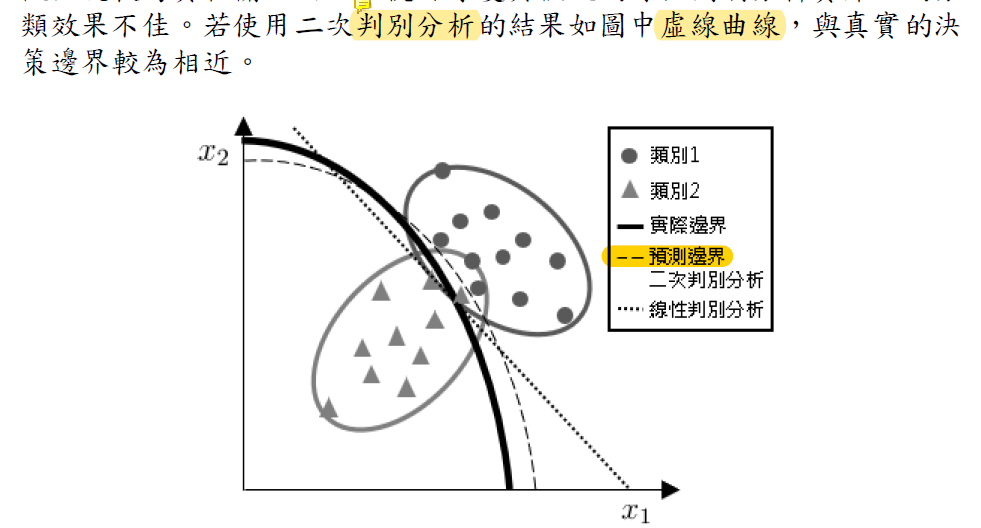 類效果不佳。若使用二次判別分析的結果如圖中虛線曲線,與真實的決
策邊界較為相近。
x2
類別1
類別2
實際邊界
預測邊界
二次判別分析
線性判別分析
x1